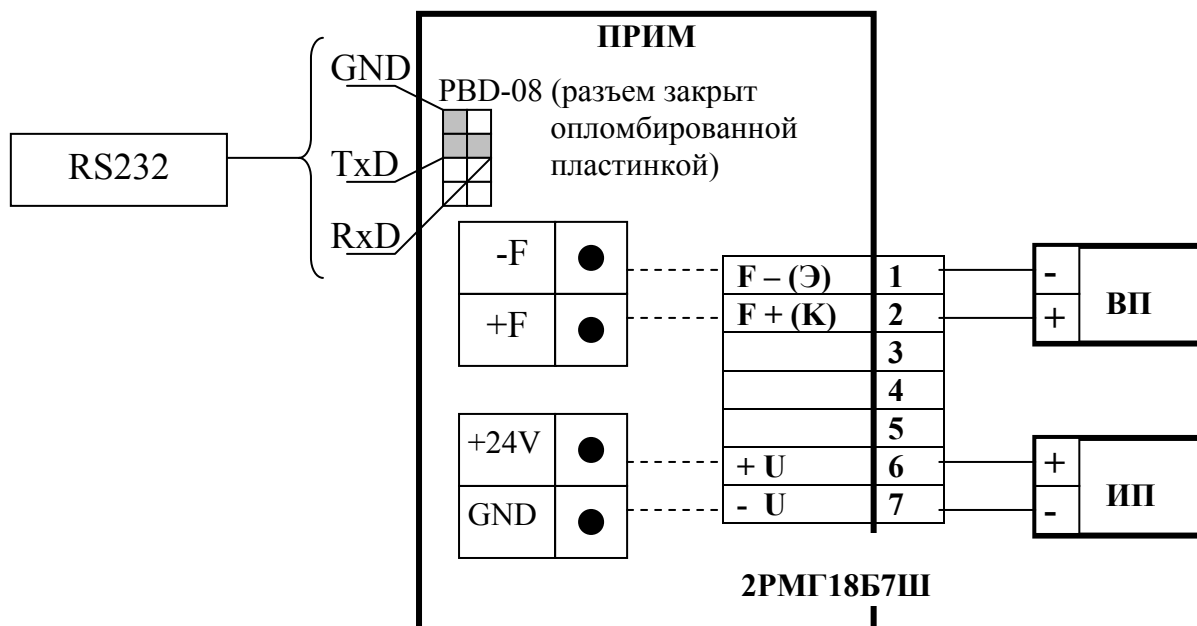 ПРИМ
GND
PBD-08 (разъем закрыт
опломбированной
пластинкой)
RS232
TxD
RxD
-F
+F
F – (Э) 1
F + (К) 2
3
4
5
+ U 6
- U 7
-
+
ВП
+24V
GND
+
-
ИП
2РМГ18Б7Ш